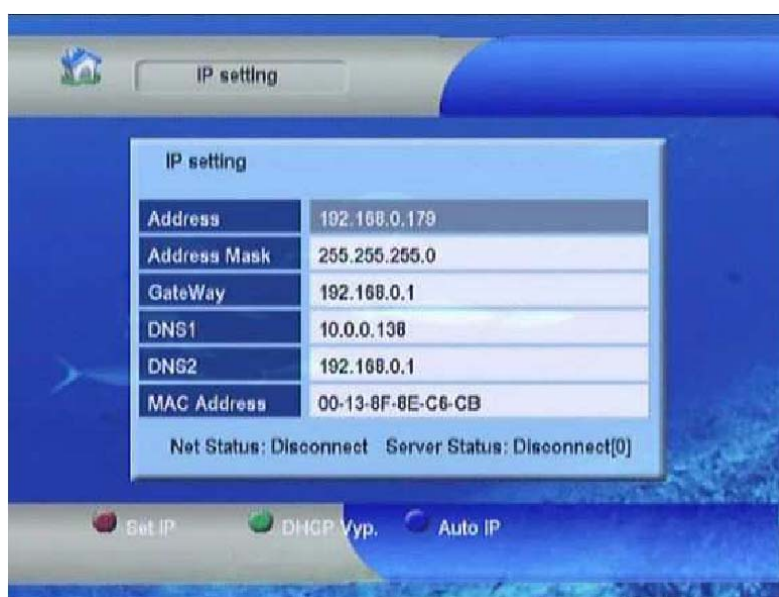 IP setting
IP setting
Address 192.168.0.179
Address Mask 255.255.255.0
GateWay 192.168.0.1
DNS1 10.0.0.138
DNS2 192.168.0.1
MAC Address 00-13-8F-8E-C6-CB
Net Status: Disconnect Server Status: Disconnect[0]
Set IP DHCP Vyp. Auto IP